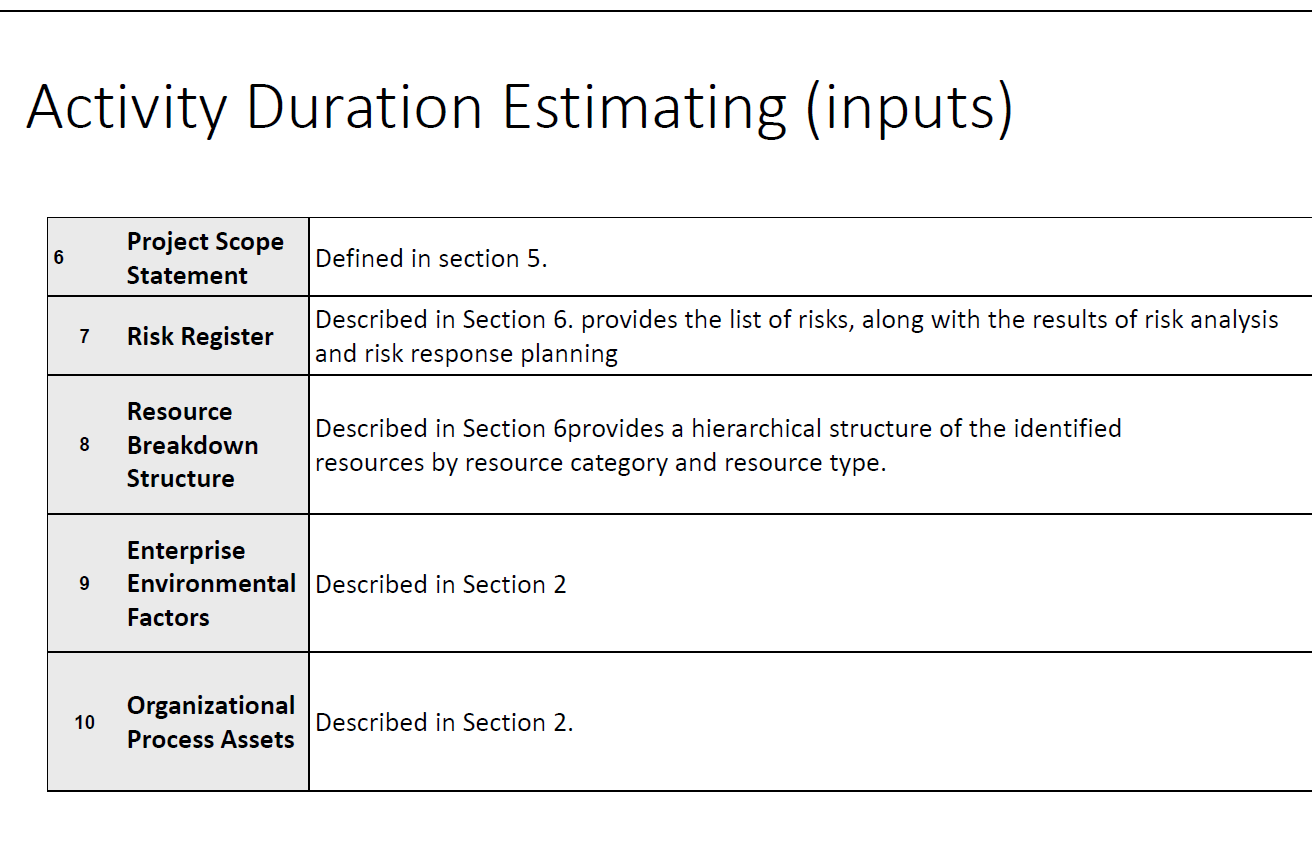 Activity Duration Estimating (inputs)
6
Project Scope
Statement
Defined in section 5.
7
Risk Register
Described in Section 6. provides the list of risks, along with the results of risk analysis
and risk response planning
8
Resource
Breakdown
Structure
Described in Section 6provides a hierarchical structure of the identified
resources by resource category and resource type.
9
Enterprise
Environmental
Factors
Described in Section 2
10
Organizational
Process Assets
Described in Section 2.